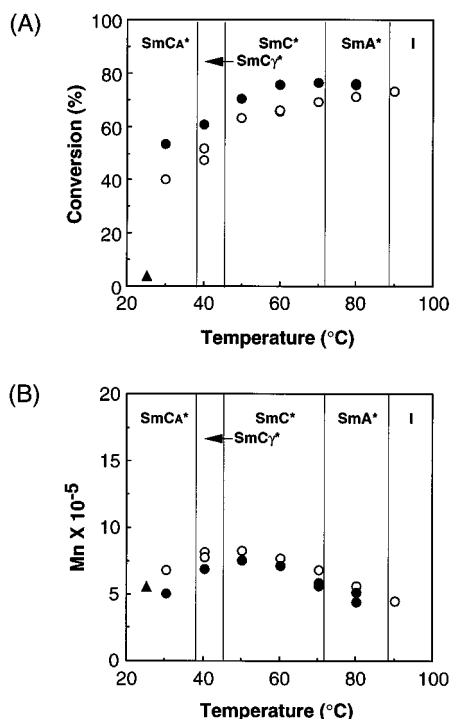 (A)
SmCA* SmC* SmA* I
SmCγ*
100
80
60
40
20
0
Conversion (%)
20 40 60 80 100
Temperature (°C)
(B)
SmCA* SmC* SmA* I
SmCγ*
20
15
10
5
0
Mn X 10-5
20 40 60 80 100
Temperature (°C)